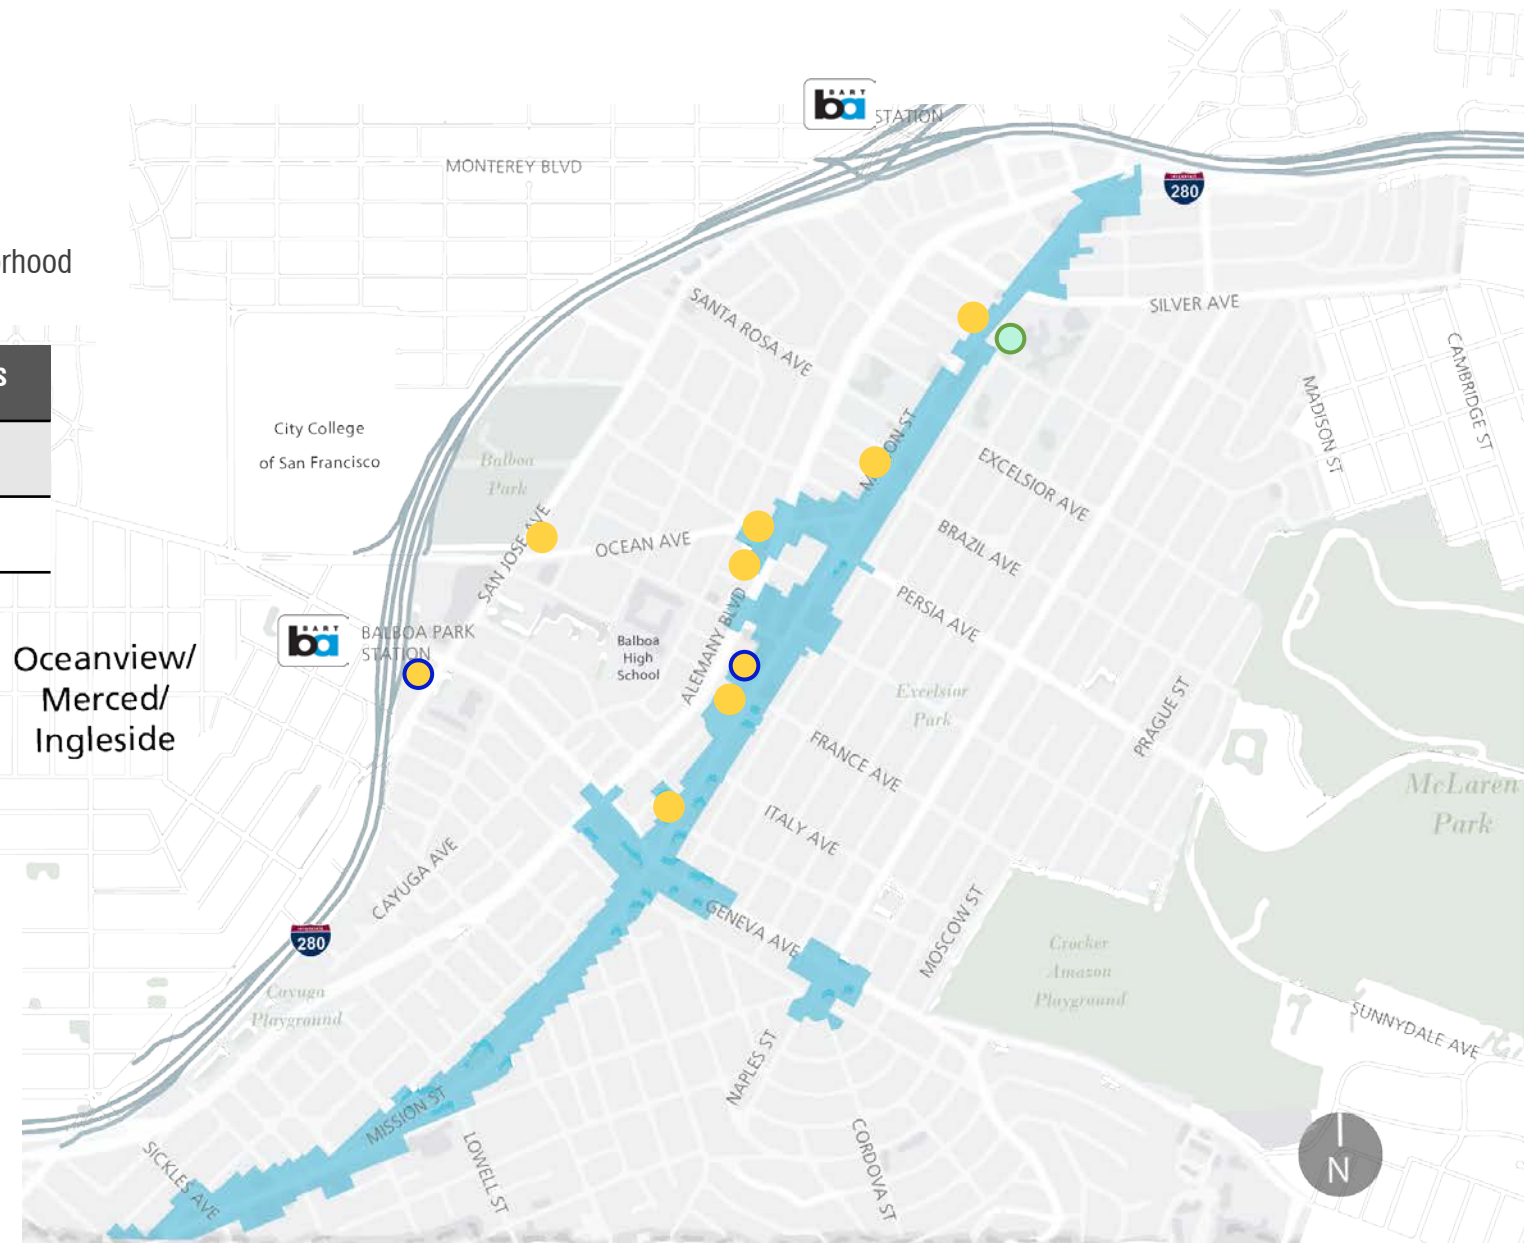 BART
ba
STATION
MONTEREY BLVD
280
rhood
SANTA ROSA AVE
SILVER AVE
s
CAMBRIDGE ST
MADISON ST
City College
of San Francisco
Balboa
Park
EXCELSIOR AVE
BRAZIL AVE
SAN JOSE AVE
OCEAN AVE
PERSIA AVE
BART
ba
BALBOA PARK
STATION
Balboa
High
School
ALEMANY BLVD
Oceanview/
Merced/
Ingleside
Excelsior
Park
PRAGUE ST
FRANCE AVE
McLaren
Park
ITALY AVE
CAYUGA AVE
GENEVA AVE
MOSCOW ST
280
Crocker
Amazon
Playground
Cayuga
Playground
SUNNYDALE AVE
NAPLES ST
MISSION ST
LOWELL ST
CORDOVA ST
SICKLES AVE
N